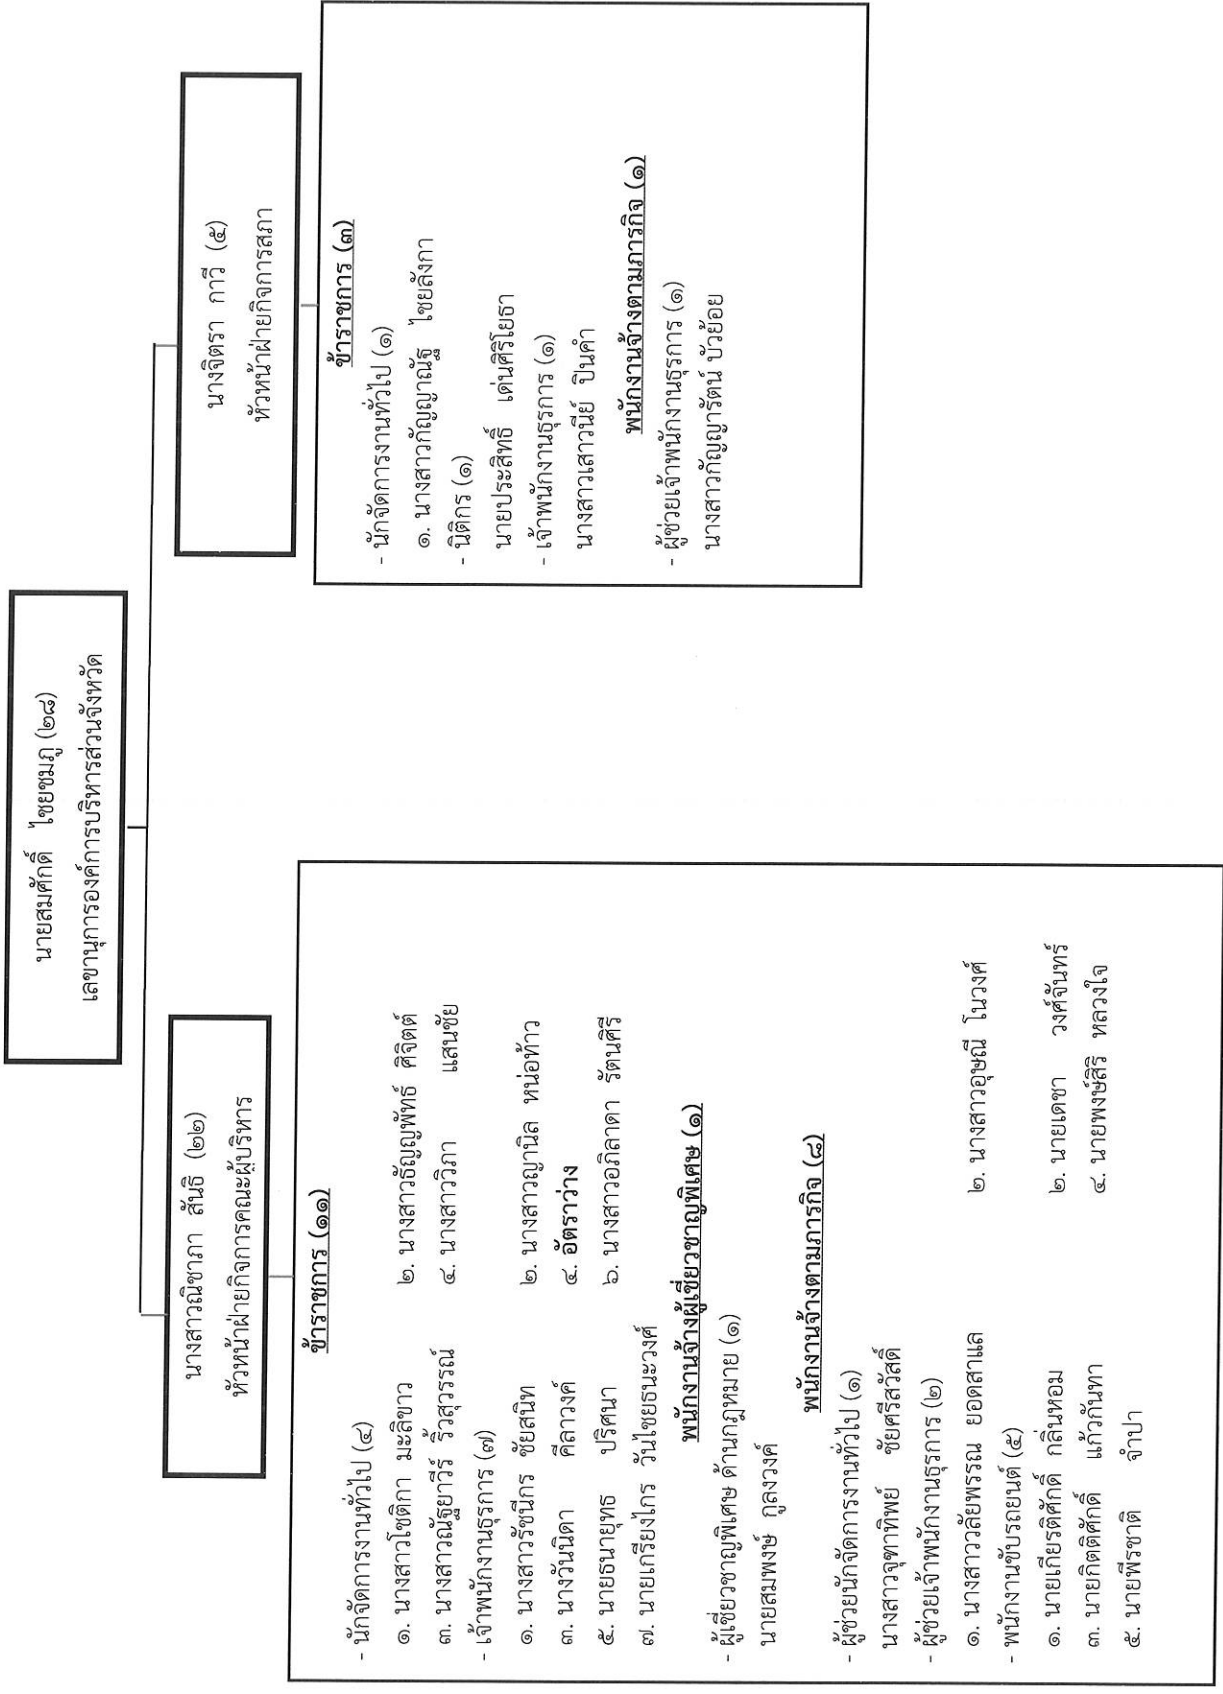 นายสมศักดิ์ ไชยชมภู (๒๘)
เลขานุการองค์การบริหารส่วนจังหวัด
นางสาวณิชาภา สันธิ (๒๒)
หัวหน้าฝ่ายกิจการคณะผู้บริหาร
ข้าราชการ (๑๑)
- นักจัดการงานทั่วไป (๔)
๑. นางสาวโชติกา มะลิขาว ๒. นางสาวธัญญพัทธ์ ศิจิตต์
๓. นางสาวณัฐยาวีร์ ริ้วสุวรรณ์ ๔. นางสาววิภา แสนชัย
- เจ้าพนักงานธุรการ (๗)
๑. นางสาวรัชนีกร ชัยสนิท ๒. นางสาวญานิล หน่อท้าว
๓. นางวันนิดา คีลาวงค์ ๔. อัตราว่าง
๕. นายธนายุทธ ปริศนา ๖. นางสาวอภิลาดา รัตนศิรี
๗. นายเกรียงไกร วันไชยธนะวงศ์
พนักงานจ้างผู้เชี่ยวชาญพิเศษ (๑)
- ผู้เชี่ยวชาญพิเศษ ด้านกฎหมาย (๑)
นายสมพงษ์ กูลงวงค์
พนักงานจ้างตามภารกิจ (๘)
- ผู้ช่วยนักจัดการงานทั่วไป (๑)
นางสาวจุฑาทิพย์ ชัยศรีสวัสดิ์
- ผู้ช่วยเจ้าพนักงานธุรการ (๒)
๑. นางสาววลัยพรรณ ยอดสาแล ๒. นางสาวอุษณี โนวงศ์
- พนักงานขับรถยนต์ (๕)
๑. นายเกียรติศักดิ์ กลิ่นหอม ๒. นายเดชา วงศ์จันทร์
๓. นายกิตติศักดิ์ แก้วกันทา ๔. นายพงษ์สิริ หลวงใจ
๕. นายพีรชาติ จำปา
นางจิตรา กาวี (๕)
หัวหน้าฝ่ายกิจการสภา
ข้าราชการ (๓)
- นักจัดการงานทั่วไป (๑)
๑. นางสาวกัญญาณัฐ ไชยลังกา
- นิติกร (๑)
นายประสิทธิ์ เด่นศิริโยธา
- เจ้าพนักงานธุรการ (๑)
นางสาวเสาวนีย์ ปินคำ
พนักงานจ้างตามภารกิจ (๑)
- ผู้ช่วยเจ้าพนักงานธุรการ (๑)
นางสาวกัญญารัตน์ บัวย้อย